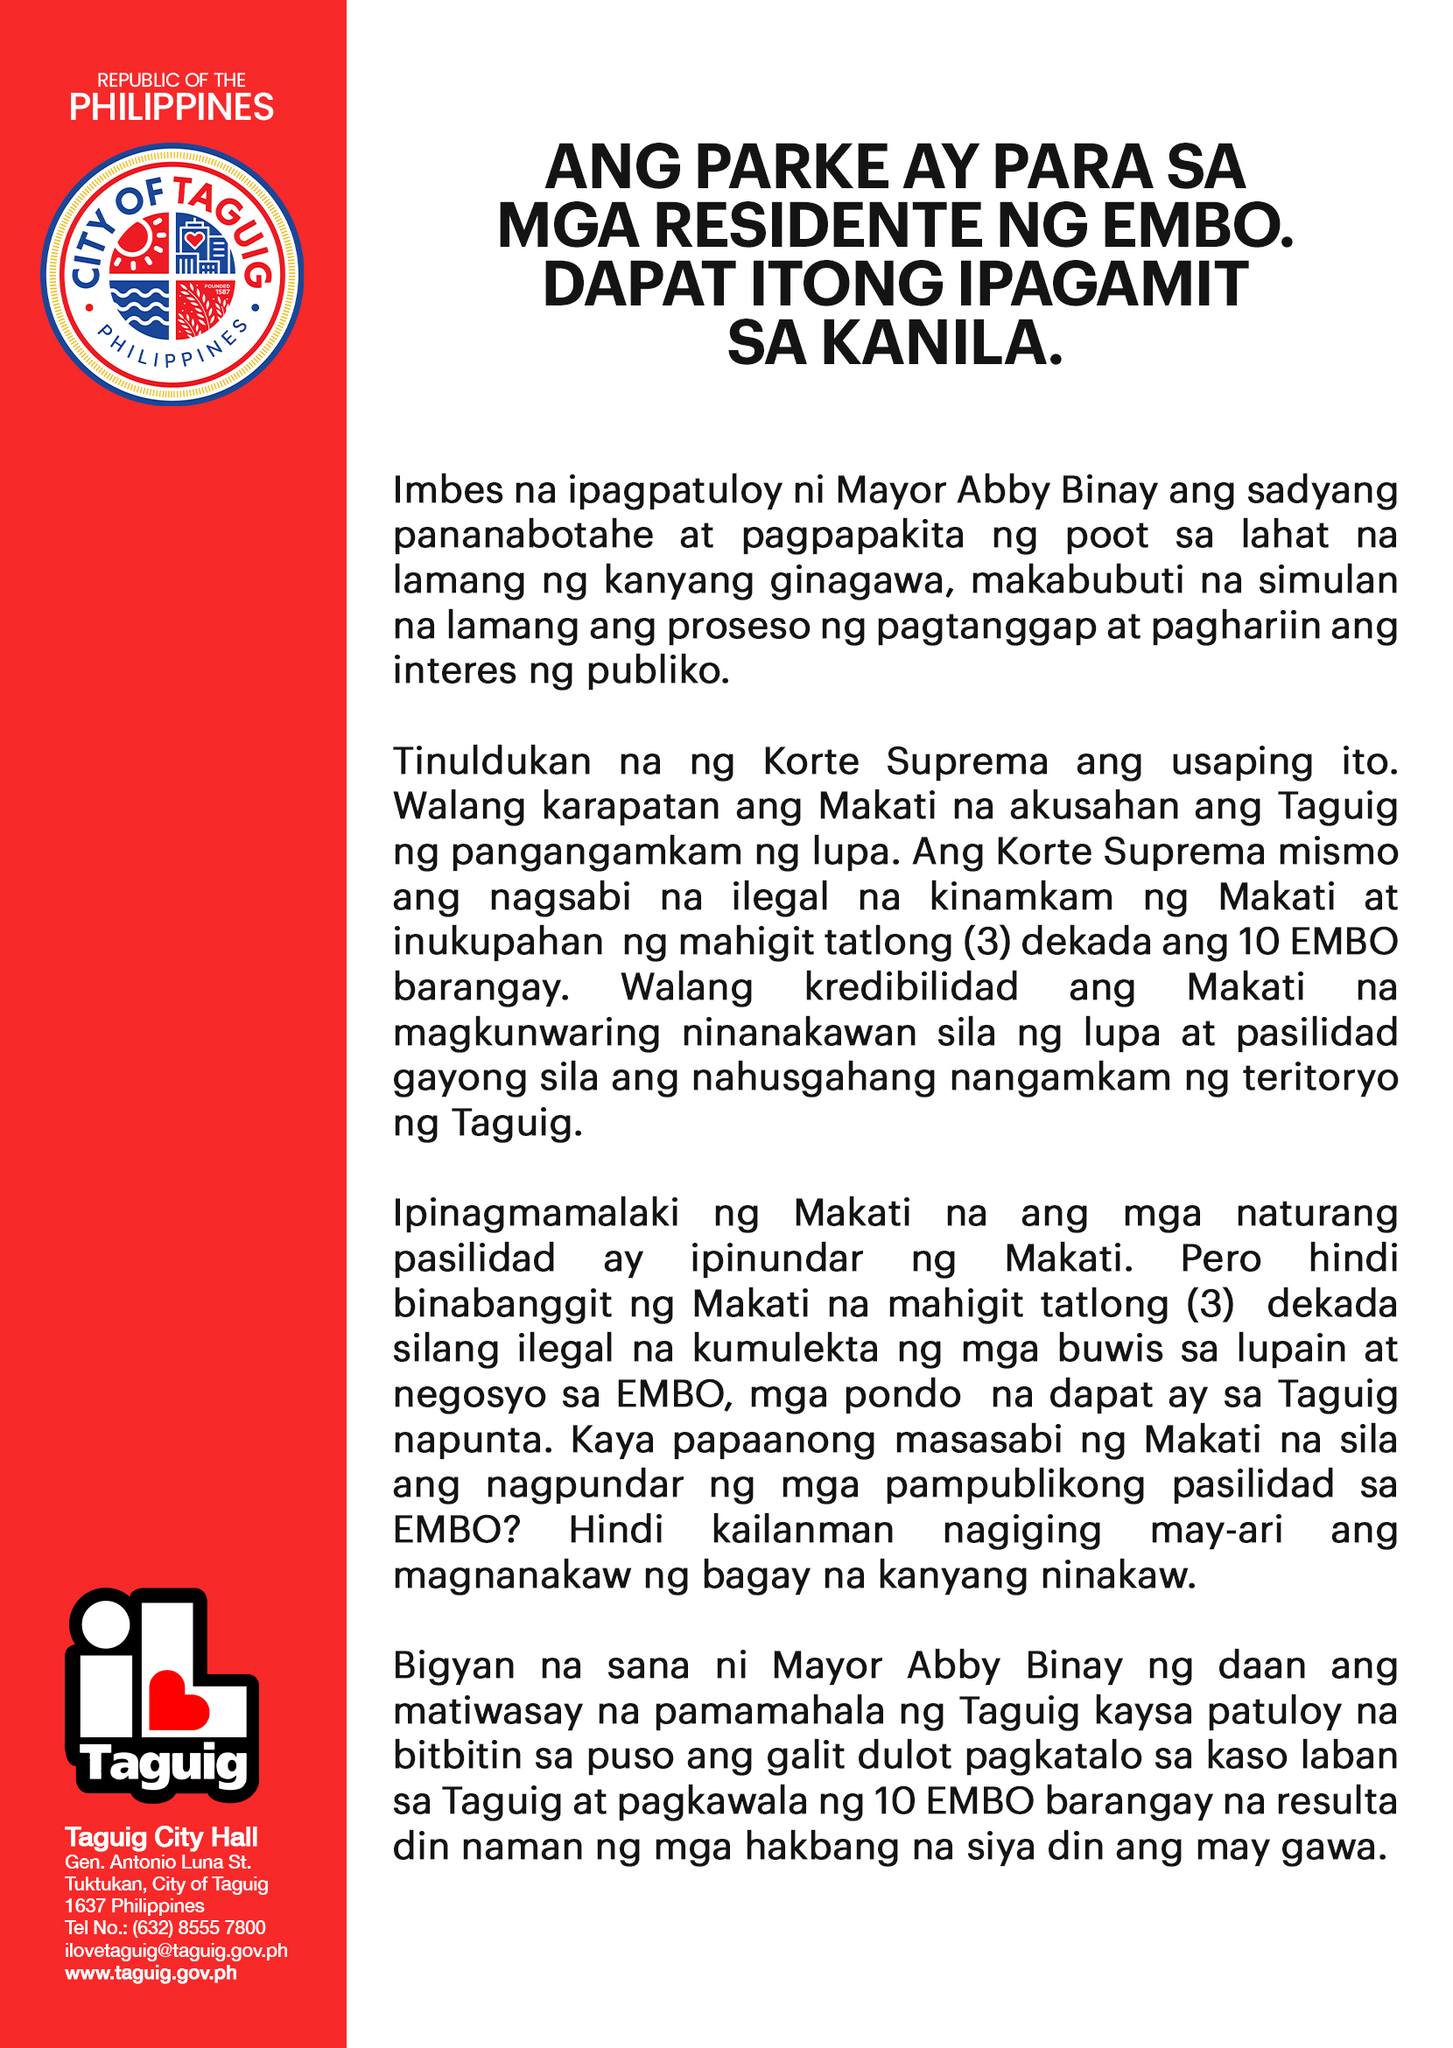 REPUBLIC OF THE
PHILIPPINES
CITY OF TAGUIG
FOUNDED
1587
PHILIPPINES
ANG PARKE AY PARA SA
MGA RESIDENTE NG EMBO.
DAPAT ITONG IPAGAMIT
SA KANILA.
Imbes na ipagpatuloy ni Mayor Abby Binay ang sadyang
pananabotahe at pagpapakita ng poot sa lahat na
lamang ng kanyang ginagawa, makabubuti na simulan
na lamang ang proseso ng pagtanggap at paghariin ang
interes ng publiko.
Tinuldukan na ng Korte Suprema ang usaping ito.
Walang karapatan ang Makati na akusahan ang Taguig
ng pangangamkam ng lupa. Ang Korte Suprema mismo
ang nagsabi na ilegal na kinamkam ng Makati at
inukupahan ng mahigit tatlong (3) dekada ang 10 EMBO
barangay. Walang kredibilidad ang Makati na
magkunwaring ninanakawan sila ng lupa at pasilidad
gayong sila ang nahusgahang nangamkam ng teritoryo
ng Taguig.
Ipinagmamalaki ng Makati na ang mga naturang
pasilidad ay ipinundar ng Makati. Pero hindi
binabanggit ng Makati na mahigit tatlong (3) dekada
silang ilegal na kumulekta ng mga buwis sa lupain at
negosyo sa EMBO, mga pondo na dapat ay sa Taguig
napunta. Kaya papaanong masasabi ng Makati na sila
ang nagpundar ng mga pampublikong pasilidad sa
EMBO? Hindi kailanman nagiging may-ari ang
magnanakaw ng bagay na kanyang ninakaw.
Bigyan na sana ni Mayor Abby Binay ng daan ang
matiwasay na pamamahala ng Taguig kaysa patuloy na
bitbitin sa puso ang galit dulot pagkatalo sa kaso laban
sa Taguig at pagkawala ng 10 EMBO barangay na resulta
din naman ng mga hakbang na siya din ang may gawa.
iL
Taguig
Taguig City Hall
Gen. Antonio Luna St.
Tuktukan, City of Taguig
1637 Philippines
Tel No.: (632) 8555 7800
ilovetaguig@taguig.gov.ph
www.taguig.gov.ph